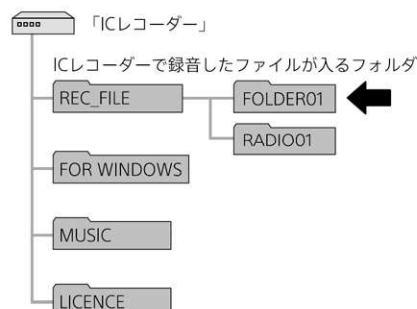 「ICレコーダー」
ICレコーダーで録音したファイルが入るフォルダ
REC_FILE
FOLDER01
RADIO01
FOR WINDOWS
MUSIC
LICENCE